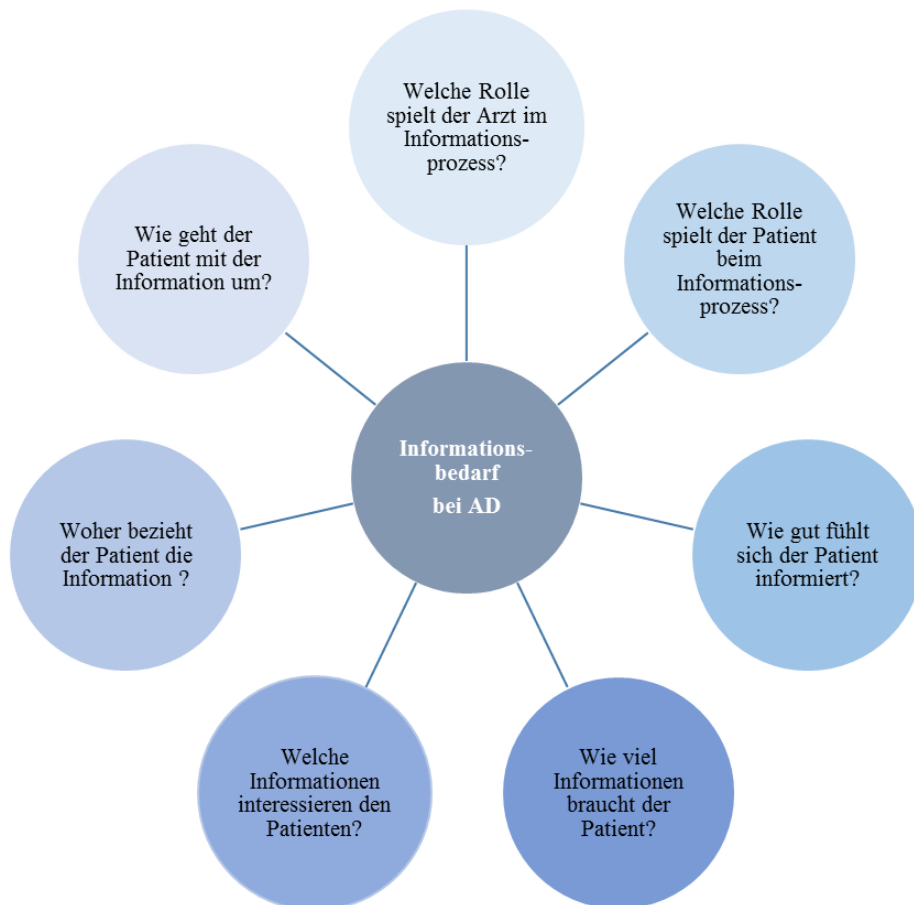 Welche Rolle
spielt der Arzt im
Informations-
prozess?
Welche Rolle
spielt der Patient
beim
Informations-
prozess?
Wie geht der
Patient mit der
Information um?
Informations-
bedarf
bei AD
Woher bezieht
der Patient die
Information ?
Wie gut fühlt
sich der Patient
informiert?
Welche
Informationen
interessieren den
Patienten?
Wie viel
Informationen
braucht der
Patient?